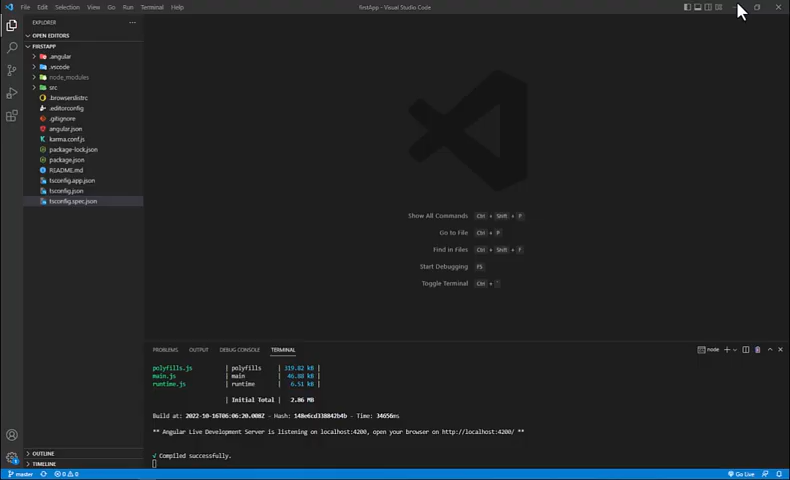 File Edit Selection View Go Run Terminal Help firstApp - Visual Studio Code
EXPLORER
OPEN EDITORS
FIRSTAPP
.angular
.vscode
node_modules
src
.browserslistrc
.editorconfig
.gitignore
angular.json
karma.conf.js
package-lock.json
package.json
README.md
tsconfig.app.json
tsconfig.json
tsconfig.spec.json
Show All Commands Ctrl + Shift + P
Go to File Ctrl + P
Find in Files Ctrl + Shift + F
Start Debugging F5
Toggle Terminal Ctrl + `
PROBLEMS OUTPUT DEBUG CONSOLE TERMINAL node
polyfills.js | polyfills | 319.82 kB |
main.js | main | 46.80 kB |
runtime.js | runtime | 6.51 kB |
| Initial Total | 2.86 MB
Build at: 2022-10-16T06:06:20.008Z - Hash: 148e6cd338842b4b - Time: 34656ms
** Angular Live Development Server is listening on localhost:4200, open your browser on http://localhost:4200/ **
√ Compiled successfully.
OUTLINE
TIMELINE
master 0 0 Go Live